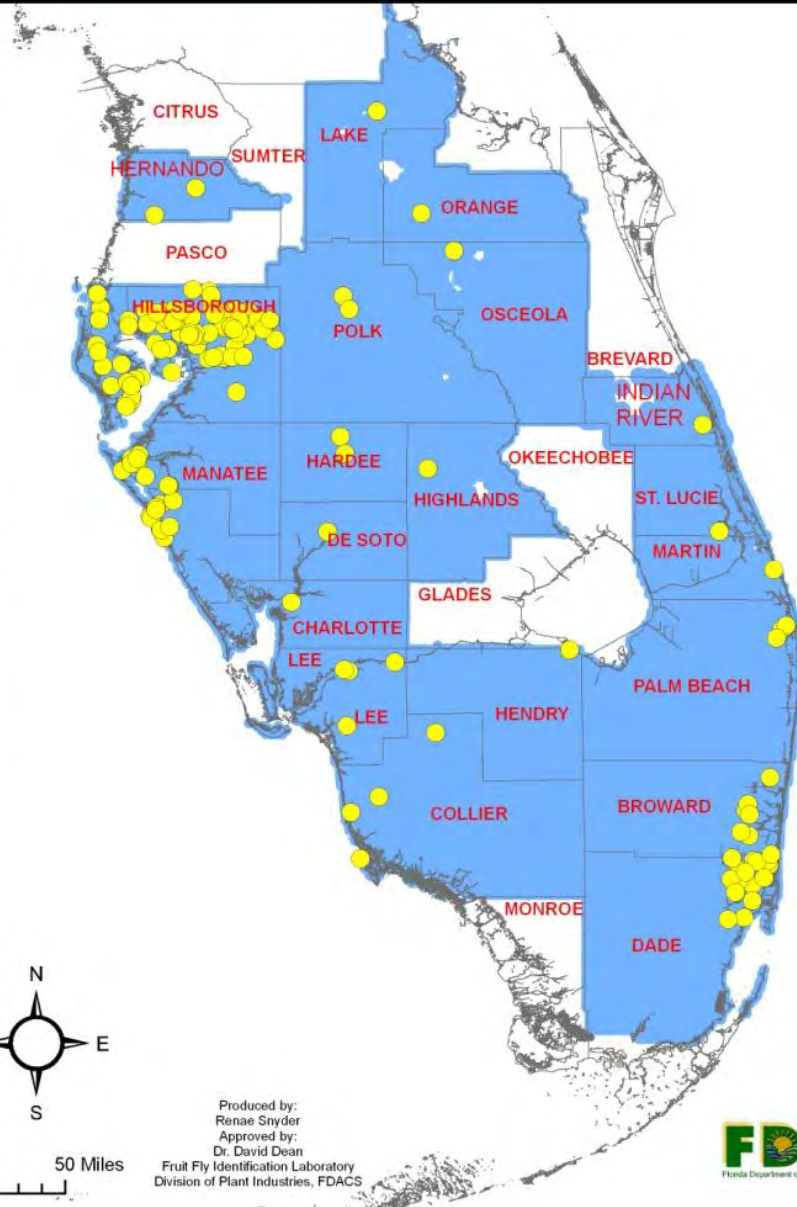 CITRUS
SUMTER
LAKE
HERNANDO
ORANGE
PASCO
HILLSBOROUGH
POLK
OSCEOLA
BREVARD
INDIAN
RIVER
OKEECHOBEE
MANATEE
HARDEE
HIGHLANDS
ST. LUCIE
DE SOTO
MARTIN
GLADES
CHARLOTTE
LEE
PALM BEACH
LEE
HENDRY
BROWARD
COLLIER
MONROE
DADE
N
E
S
50 Miles
Produced by:
Renae Snyder
Approved by:
Dr. David Dean
Fruit Fly Identification Laboratory
Division of Plant Industries, FDACS
FD
Florida Department